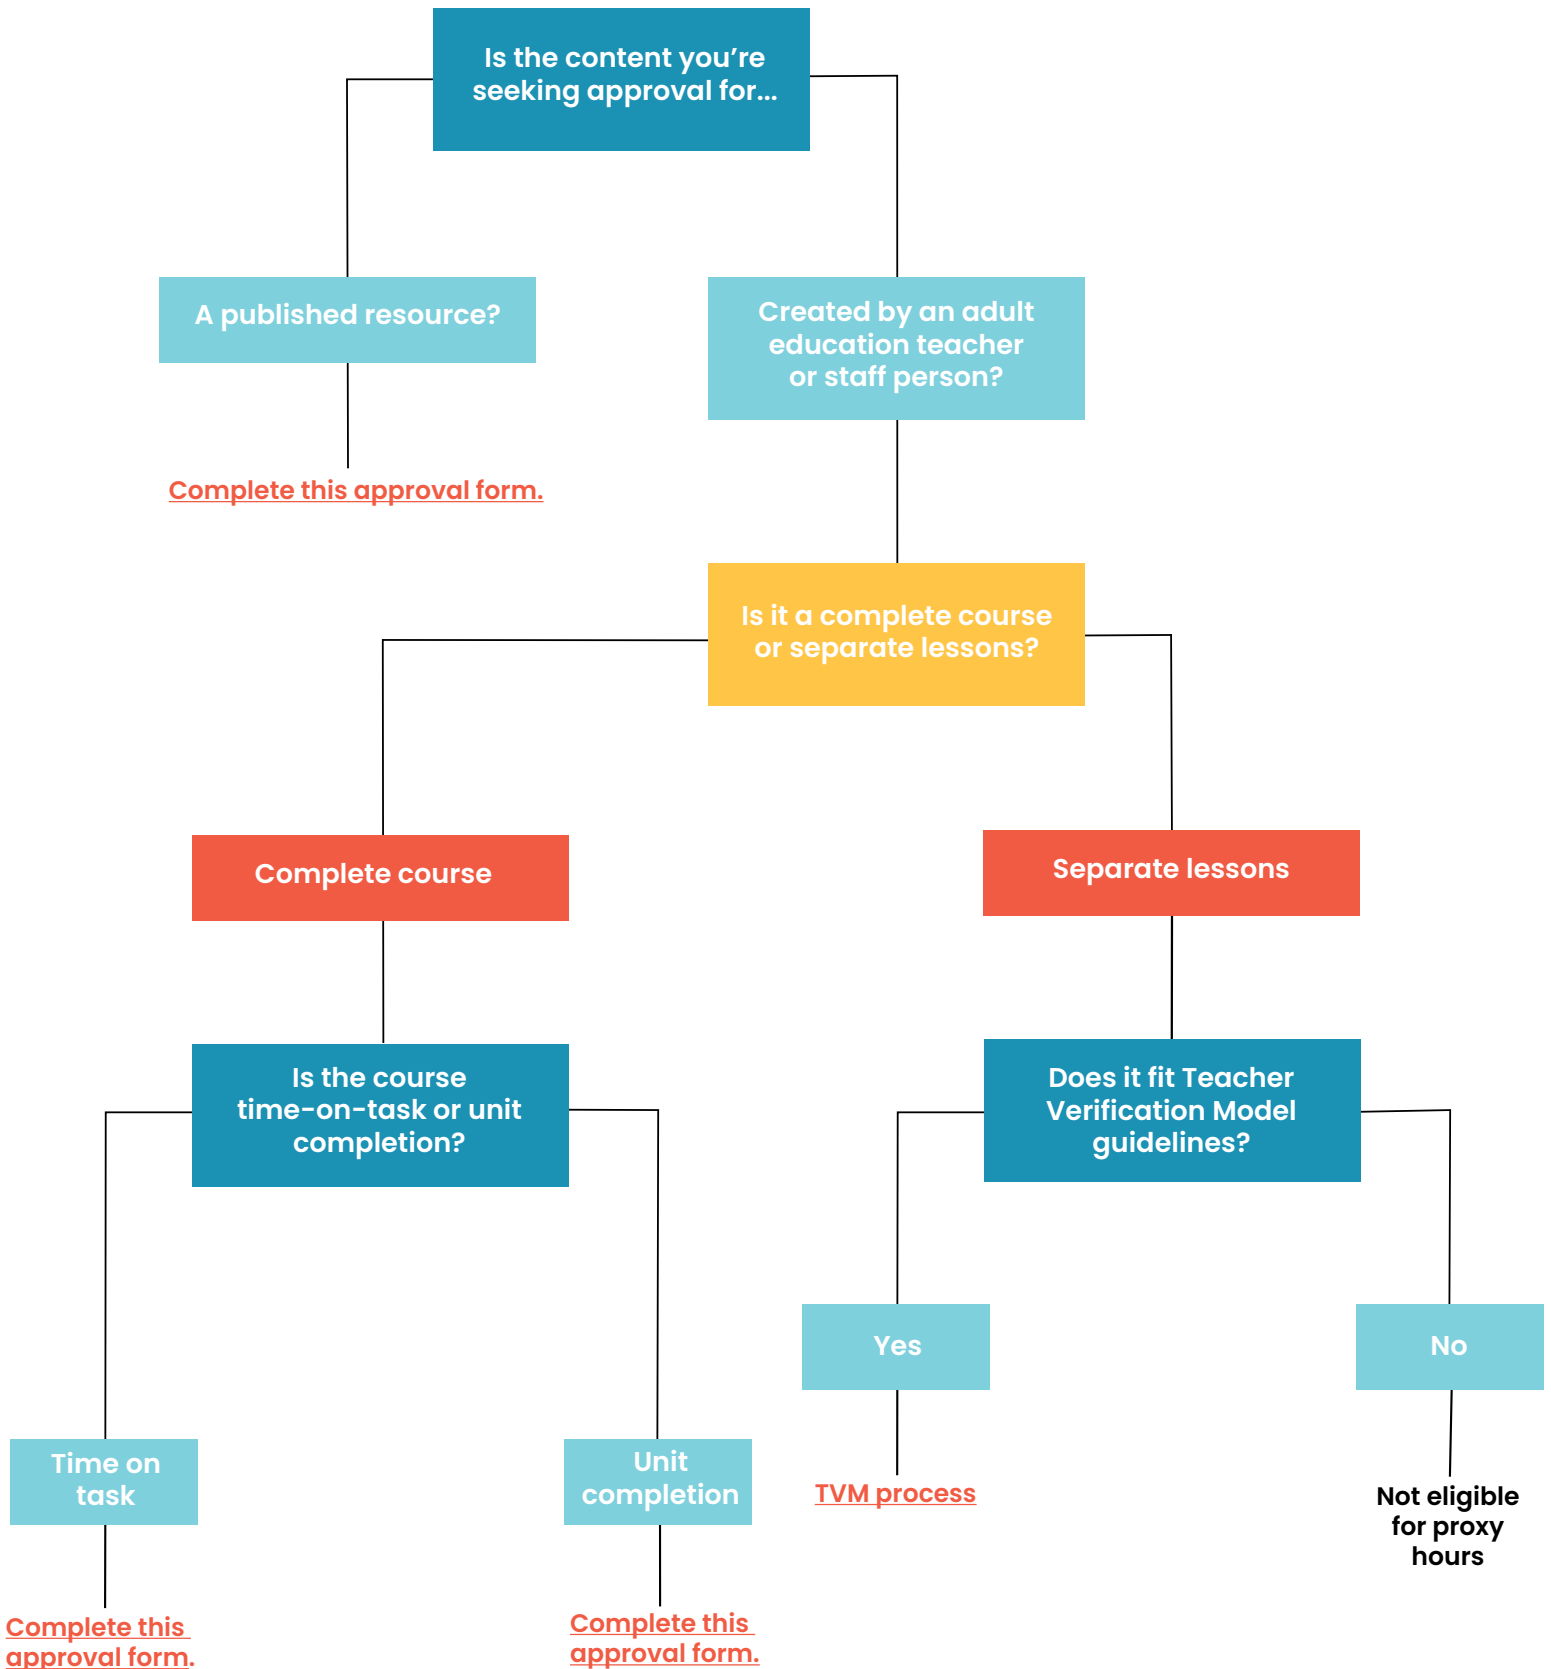 Is the content you’re
seeking approval for...
A published resource?
Created by an adult
education teacher
or staff person?
Complete this approval form.
Is it a complete course
or separate lessons?
Complete course
Separate lessons
Is the course
time-on-task or unit
completion?
Does it fit Teacher
Verification Model
guidelines?
Yes
No
Time on
task
Unit
completion
TVM process
Not eligible
for proxy
hours
Complete this
approval form.
Complete this
approval form.